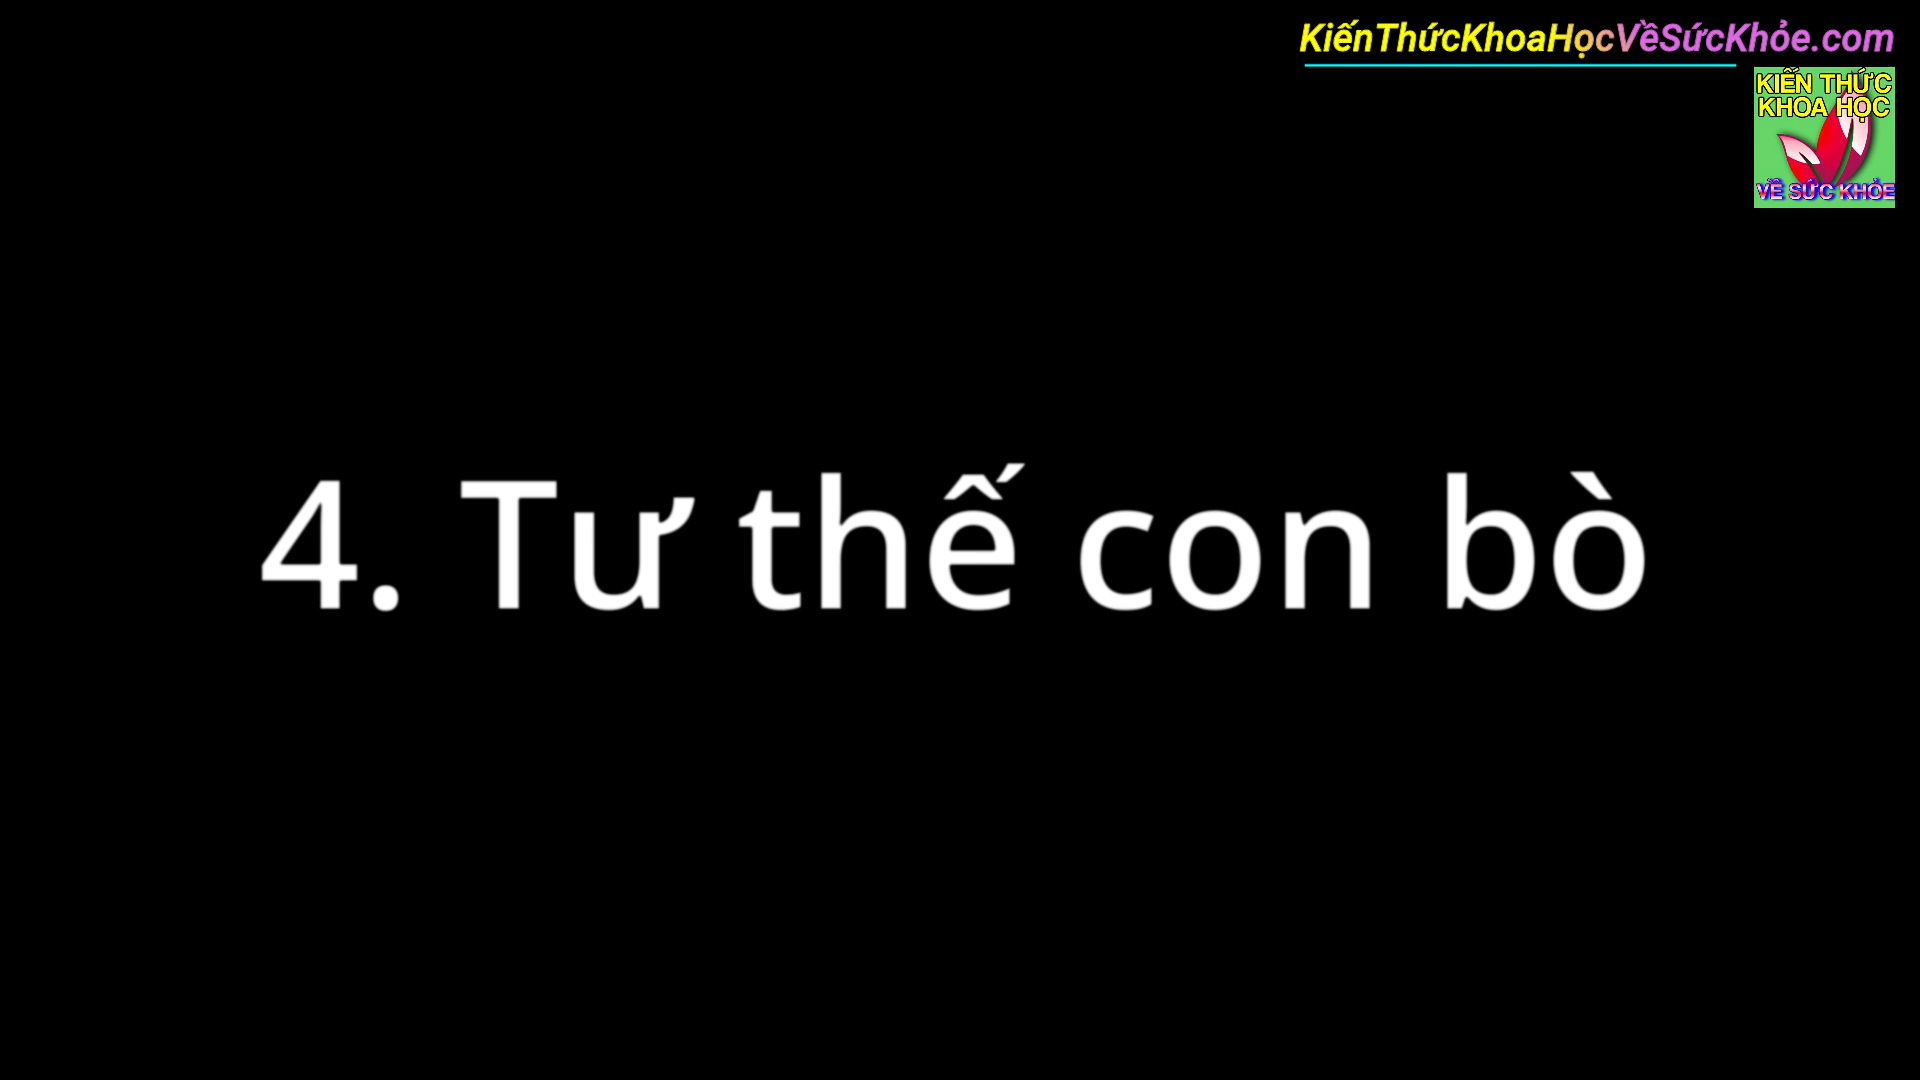 KiếnThứcKhoaHọcVềSứcKhỏe.com
KIẾN THỨC
KHOA HỌC
VỀ SỨC KHỎE
4. Tư thế con bò